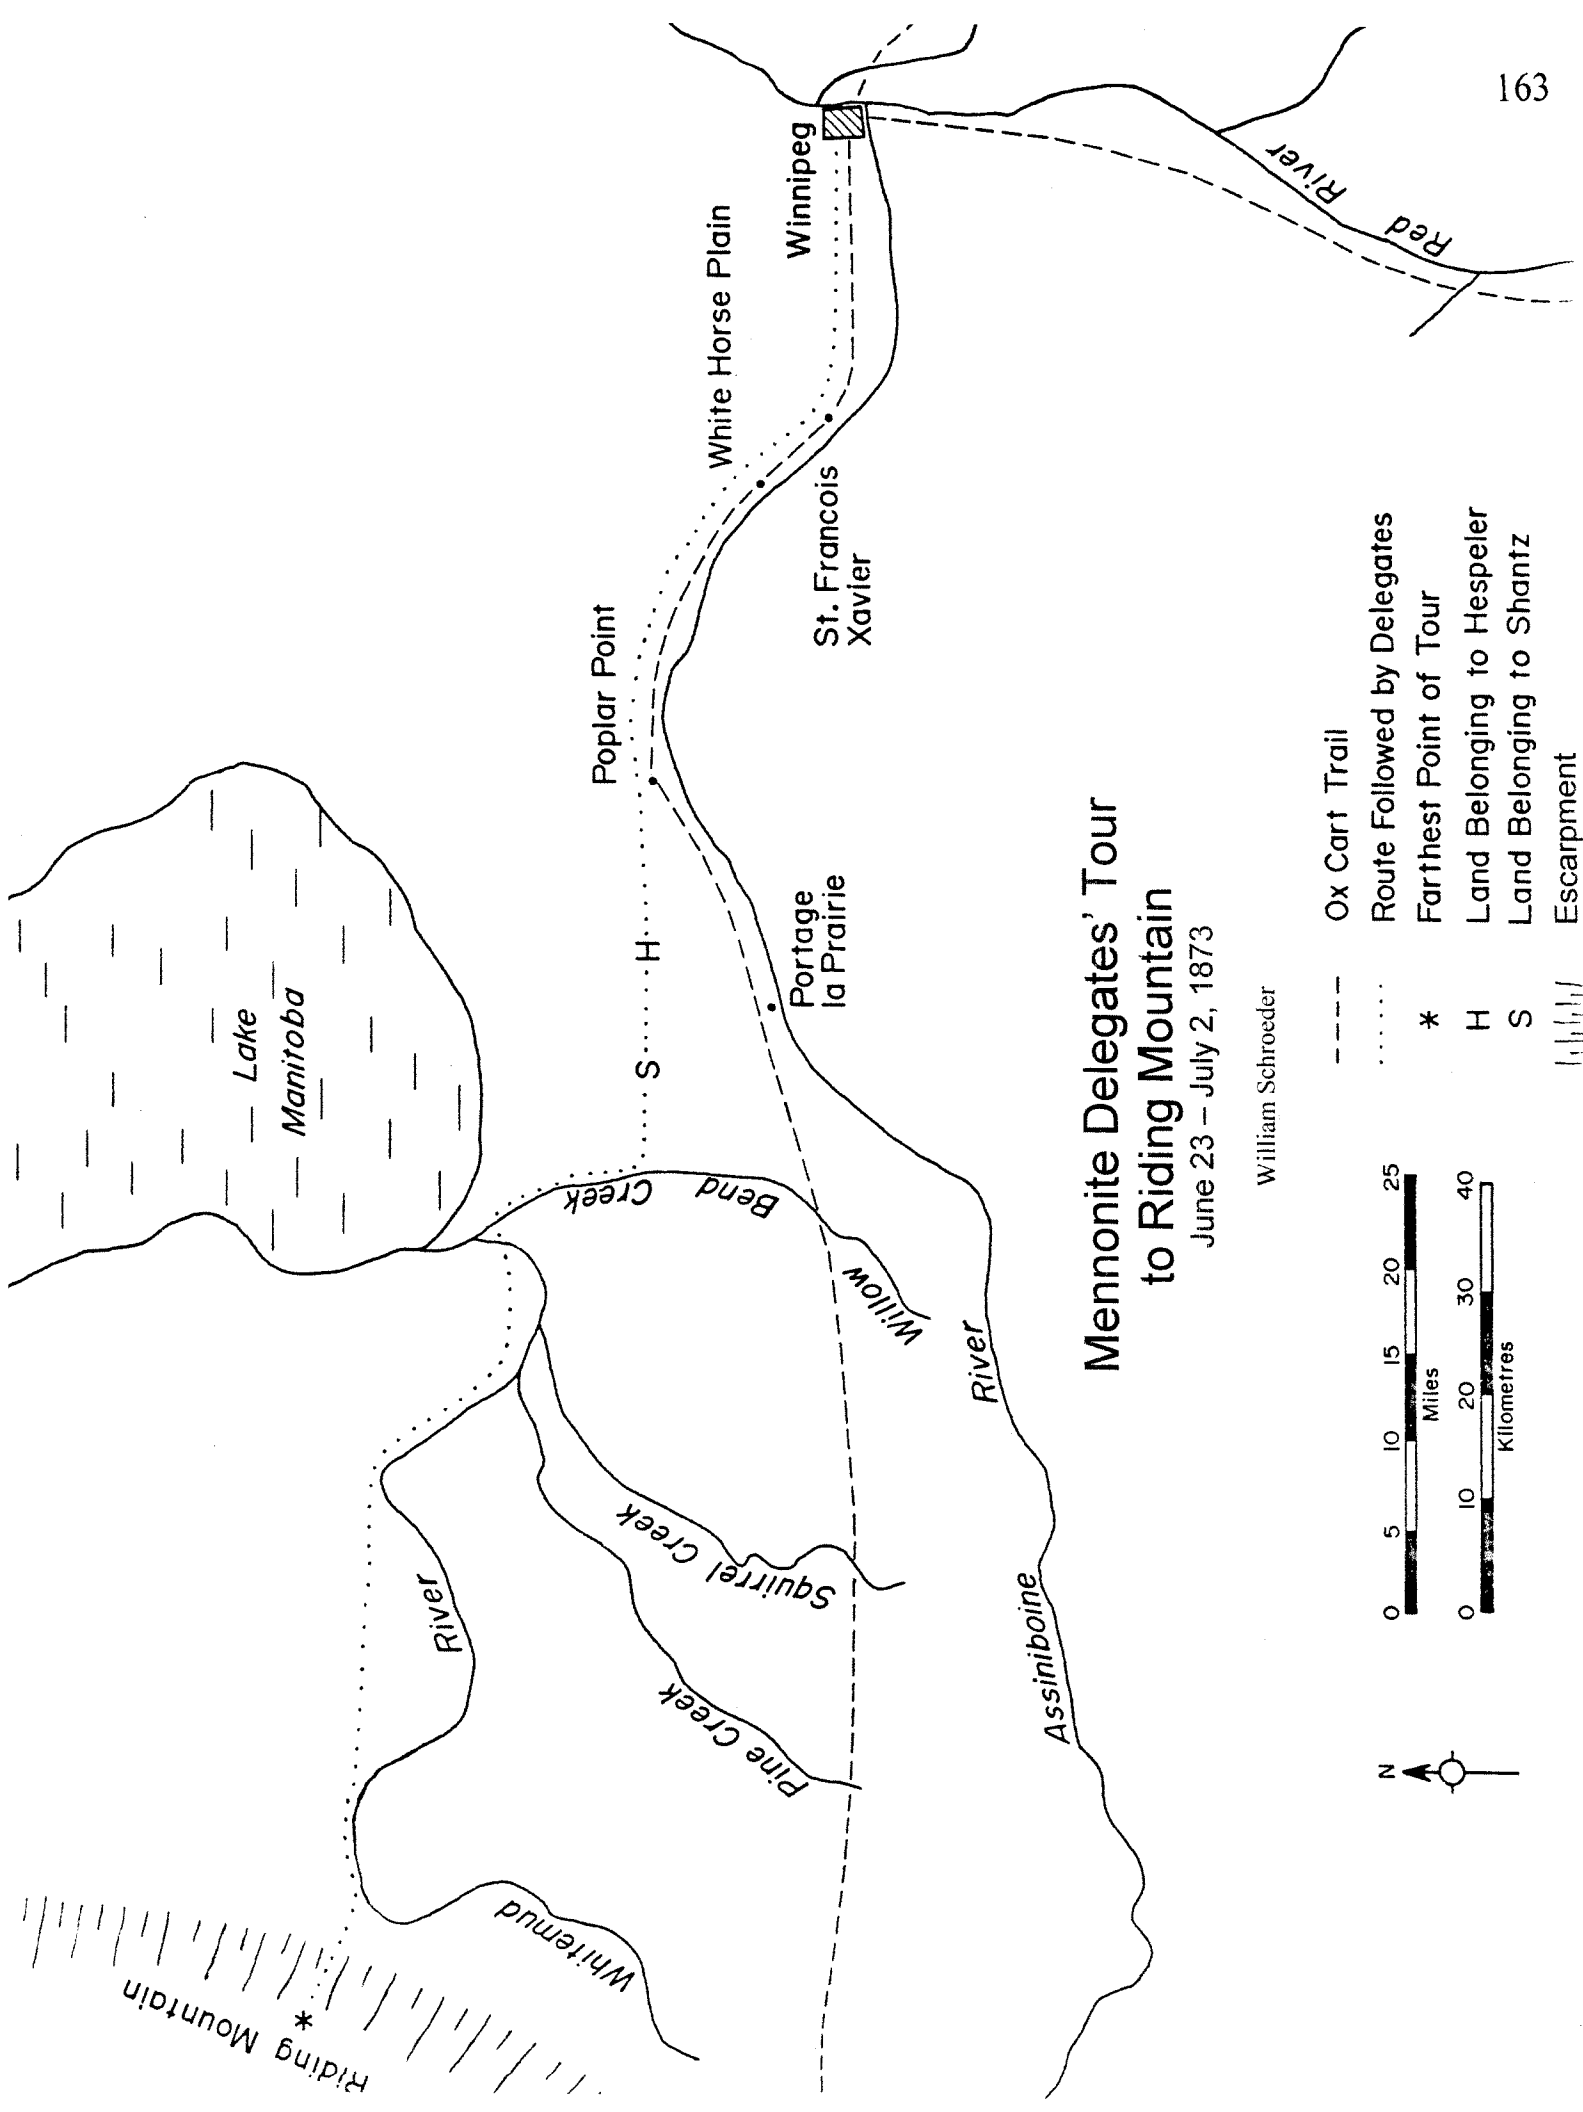 163
Riding Mountain
Lake
Manitoba
River
Whitemud
Pine Creek
Squirrel Creek
Willow Bend Creek
Poplar Point
White Horse Plain
Winnipeg
Portage
la Prairie
St. Francois
Xavier
Assiniboine River
Red River
S
H
*
Mennonite Delegates' Tour
to Riding Mountain
June 23 – July 2, 1873
William Schroeder
N
0 5 10 15 20 25
Miles
0 10 20 30 40
Kilometres
Ox Cart Trail
Route Followed by Delegates
* Farthest Point of Tour
H Land Belonging to Hespeler
S Land Belonging to Shantz
Escarpment